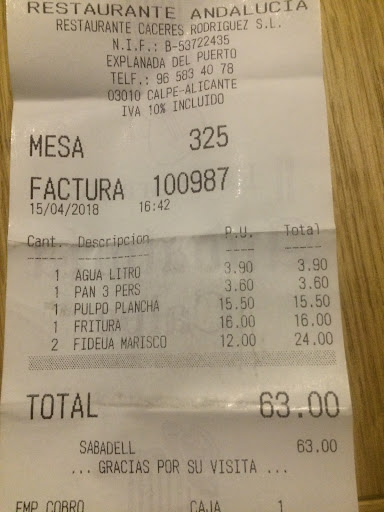 RESTAURANTE ANDALUCIA
RESTAURANTE CACERES RODRIGUEZ S.L.
N.I.F.: B-53722435
EXPLANADA DEL PUERTO
TELF.: 96 583 40 78
03010 CALPE-ALICANTE
IVA 10% INCLUIDO
MESA 325
FACTURA 100987
15/04/2018 16:42
Cant. Descripcion P.U. Total
1 AGUA LITRO 3.90 3.90
1 PAN 3 PERS 3.60 3.60
1 PULPO PLANCHA 15.50 15.50
1 FRITURA 16.00 16.00
2 FIDEUA MARISCO 12.00 24.00
TOTAL 63.00
SABADELL 63.00
... GRACIAS POR SU VISITA ...
EMP COBRO CAJA 1